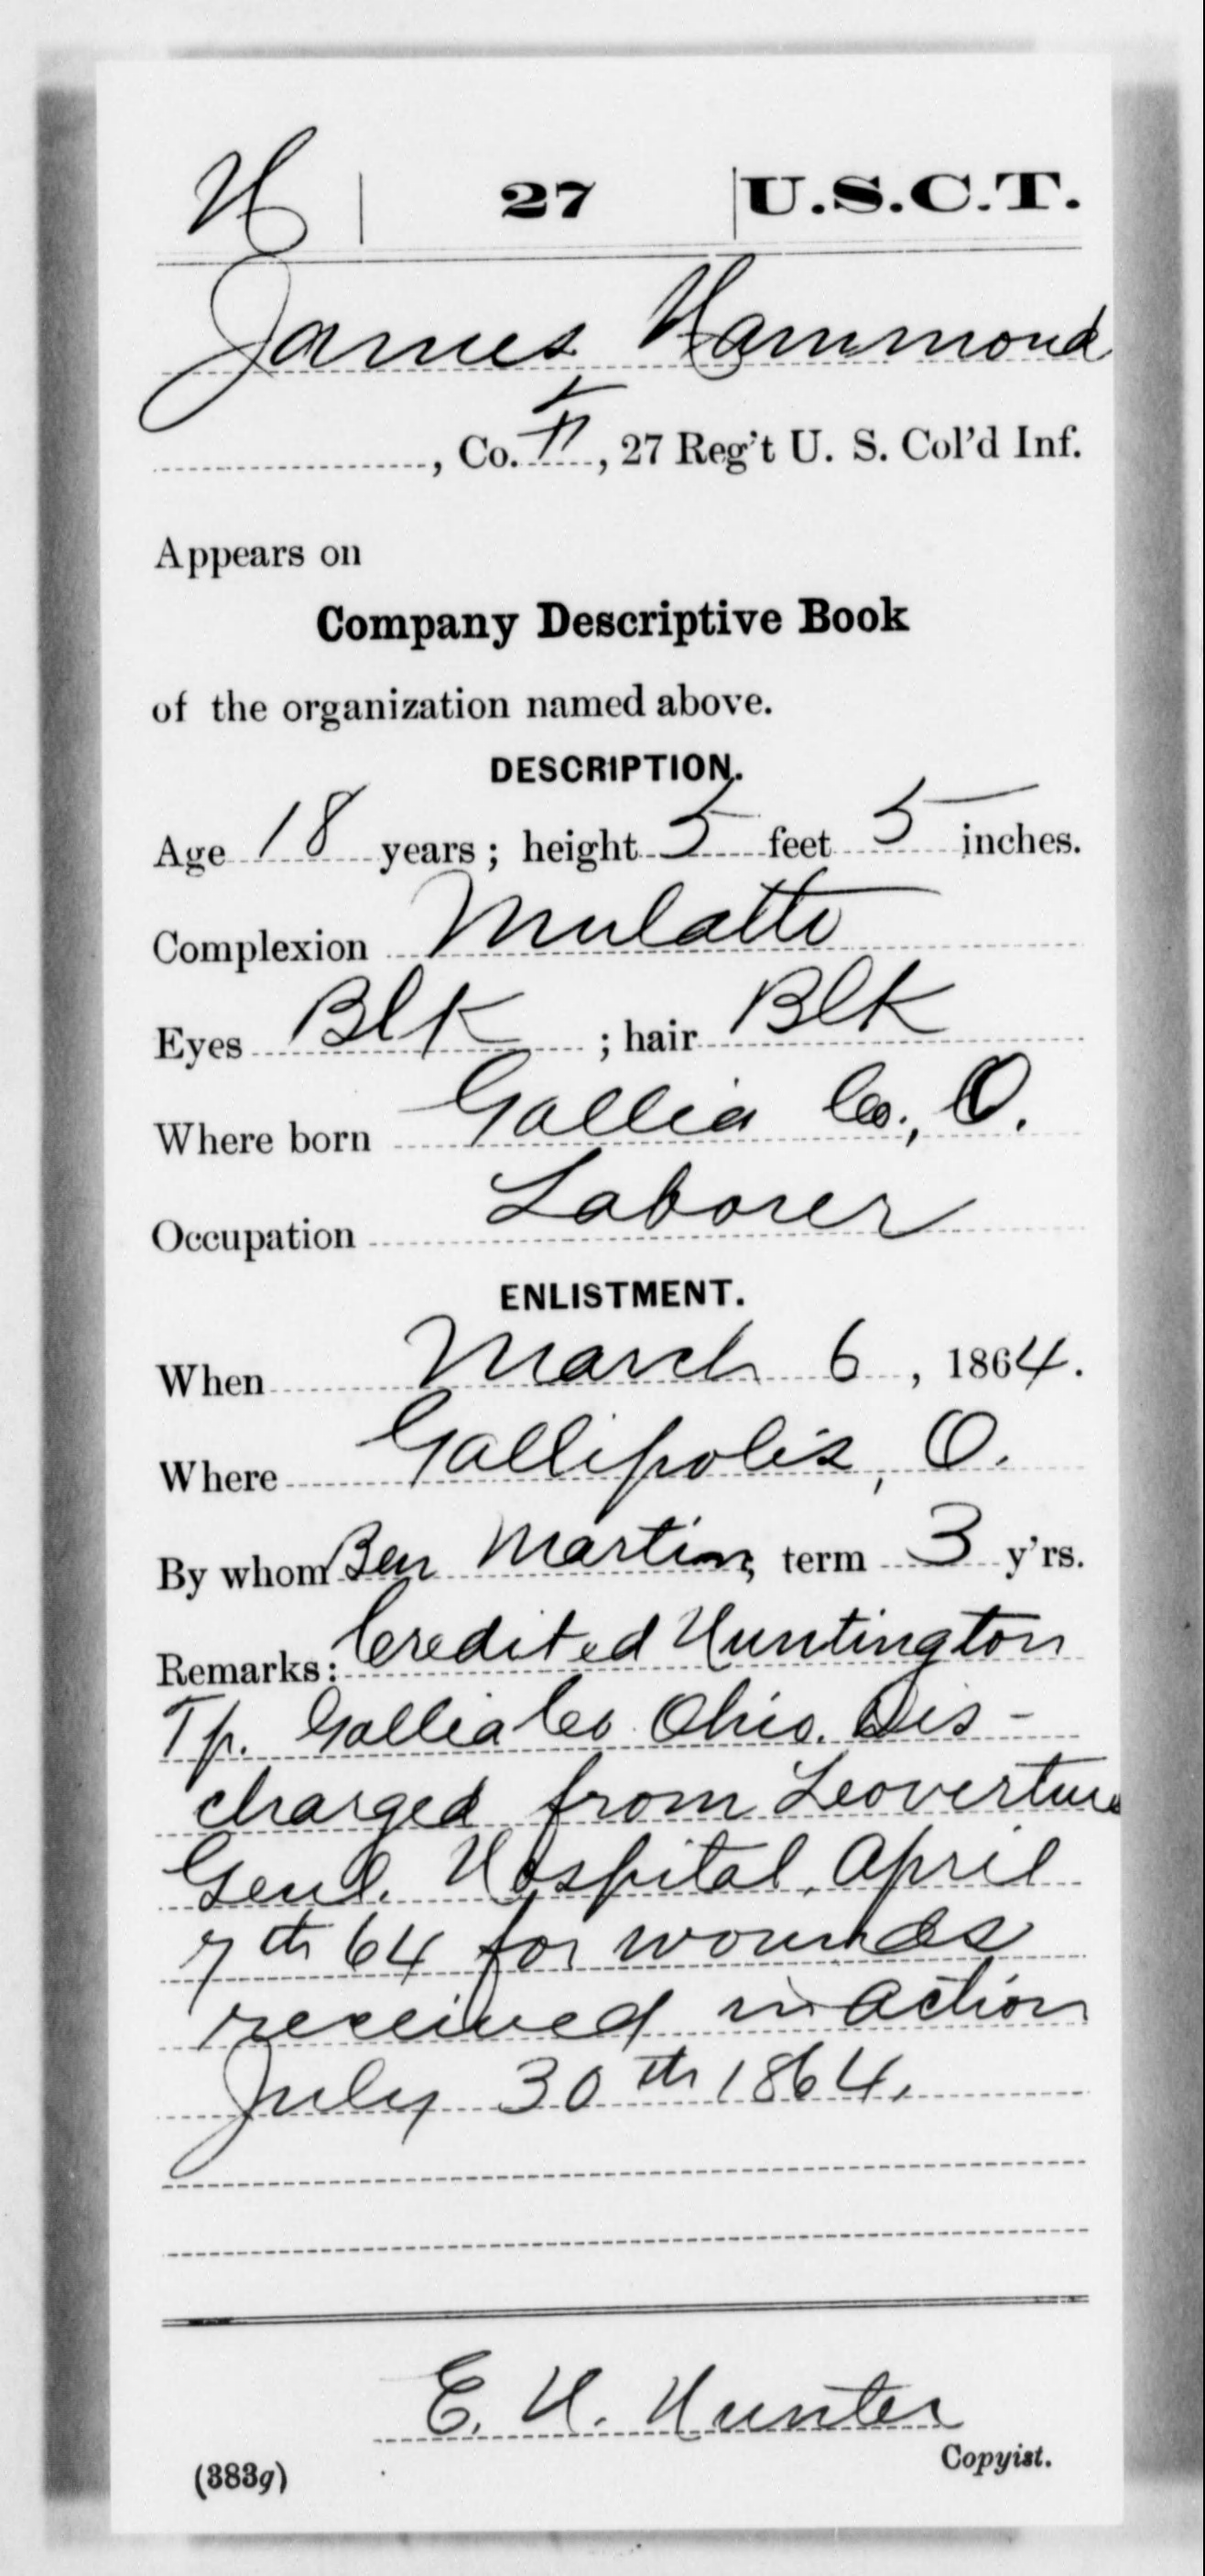 H | 27 | U.S.C.T.
James Hammond
, Co. F, 27 Reg't U. S. Col'd Inf.
Appears on
Company Descriptive Book
of the organization named above.
DESCRIPTION.
Age 18 years; height 5 feet 5 inches.
Complexion Mulatto
Eyes Blk ; hair Blk
Where born Gallia Co., O.
Occupation Laborer
ENLISTMENT.
When March 6, 1864.
Where Gallipolis, O.
By whom Ben Martin, term 3 y'rs.
Remarks: Credited Huntington
Tp. Gallia Co Ohio. Dis-
charged from Leoverture
Genl. Hospital, April
7th 64 for wounds
received in action
July 30th 1864.
E. H. Hunter
Copyist.
(383g)